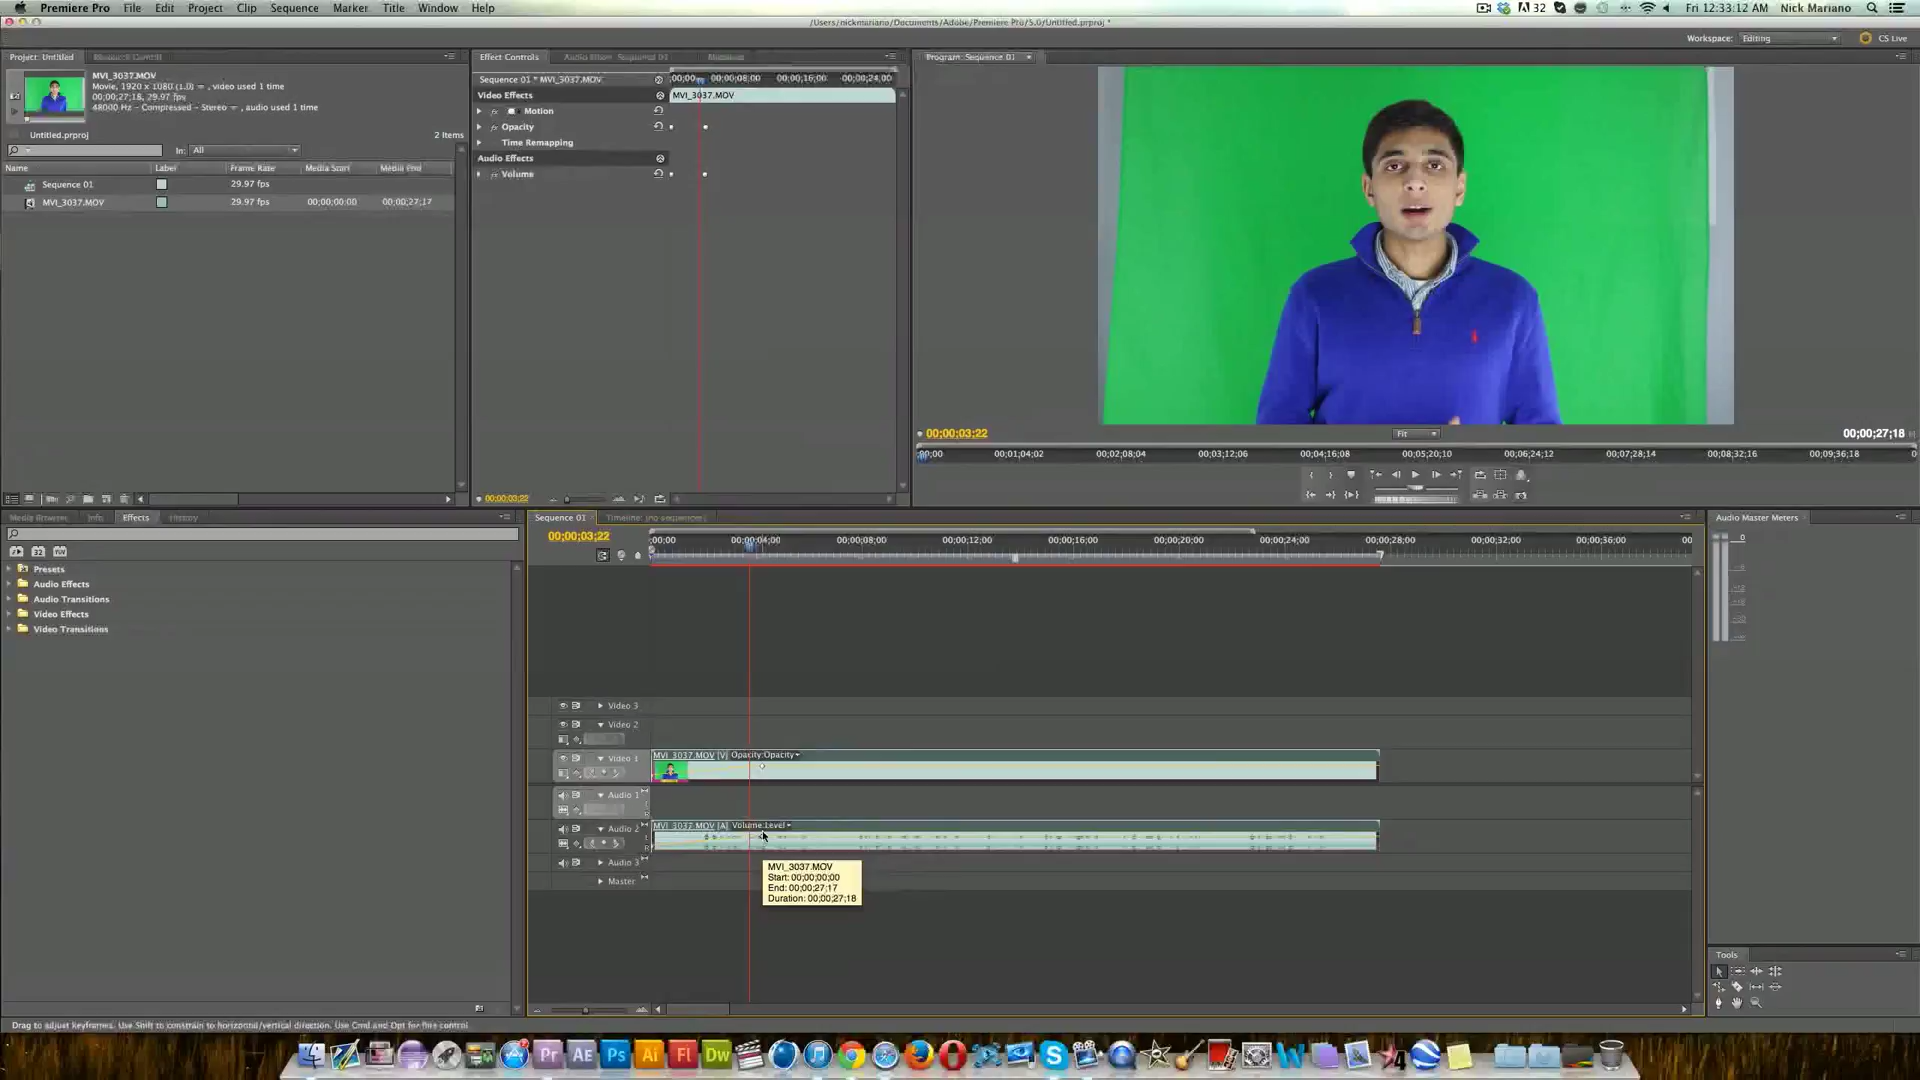 Premiere Pro File Edit Project Clip Sequence Marker Title Window Help
32 Fri 12:33:12 AM Nick Mariano
/Users/nickmariano/Documents/Adobe/Premiere Pro/5.0/Untitled.prproj *
Workspace: Editing CS Live
Project: Untitled
MVI_3037.MOV
Movie, 1920 x 1080 (1.0), video used 1 time
00;00;27;18, 29.97 fps
48000 Hz - Compressed - Stereo, audio used 1 time
Untitled.prproj 2 Items
In: All
Name Label Frame Rate Media Start Media End
Sequence 01 29.97 fps
MVI_3037.MOV 29.97 fps 00;00;00;00 00;00;27;17
Effect Controls
Sequence 01 * MVI_3037.MOV
;00;00 00;00;08;00 00;00;16;00 00;00;24;00
Video Effects MVI_3037.MOV
Motion
Opacity
Time Remapping
Audio Effects
Volume
00;00;03;22
Program: Sequence 01
00;00;03;22 Fit 00;00;27;18
00;00 00;01;04;02 00;02;08;04 00;03;12;06 00;04;16;08 00;05;20;10 00;06;24;12 00;07;28;14 00;08;32;16 00;09;36;18
Media Browser Info Effects History
32
Presets
Audio Effects
Audio Transitions
Video Effects
Video Transitions
Sequence 01 Timeline: (no sequences)
00;00;03;22
;00;00 00;00;04;00 00;00;08;00 00;00;12;00 00;00;16;00 00;00;20;00 00;00;24;00 00;00;28;00 00;00;32;00 00;00;36;00
Video 3
Video 2
Video 1 MVI_3037.MOV [V] Opacity:Opacity
Audio 1
Audio 2 MVI_3037.MOV [A] Volume:Level
Audio 3
Master
MVI_3037.MOV
Start: 00;00;00;00
End: 00;00;27;17
Duration: 00;00;27;18
Audio Master Meters
0
Tools
Drag to adjust keyframes. Use Shift to constrain to horizontal/vertical direction. Use Cmd and Opt for fine control.
Pr AE Ps Ai Fl Dw